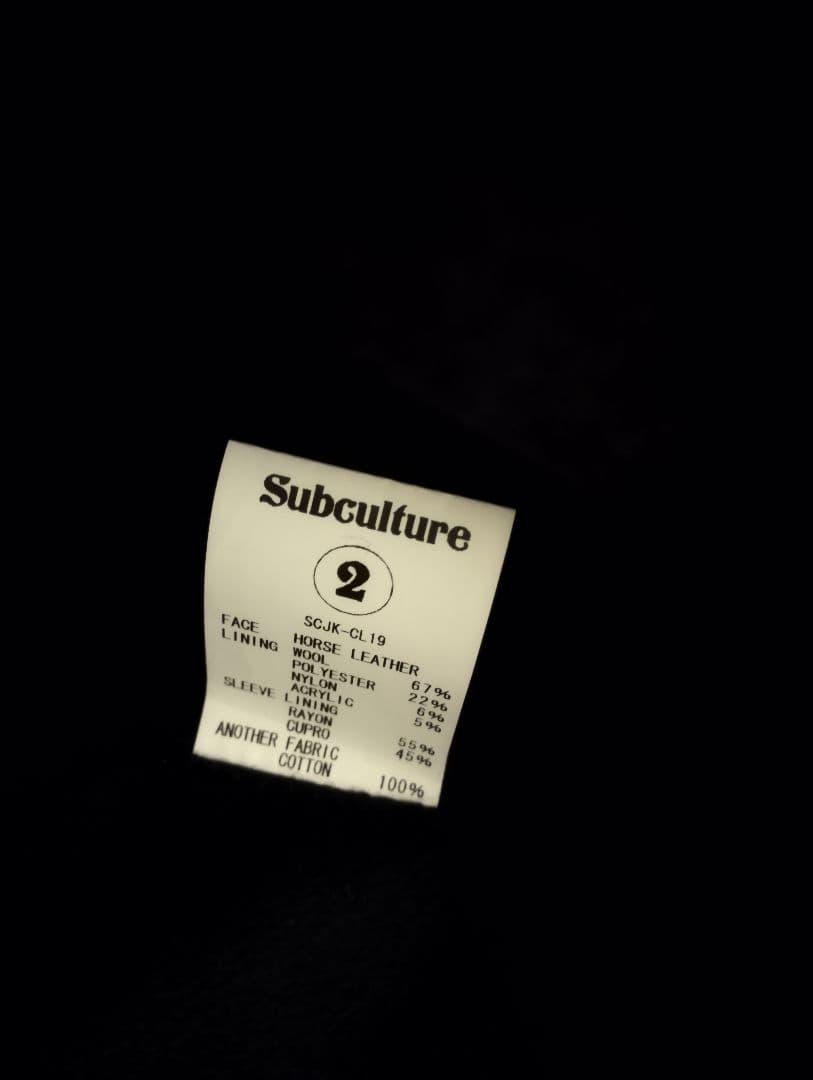 Subculture
2
SCJK-CL19
FACE HORSE LEATHER
LINING WOOL 67%
POLYESTER 22%
NYLON 6%
ACRYLIC 5%
SLEEVE LINING
RAYON 55%
CUPRO 45%
ANOTHER FABRIC
COTTON 100%